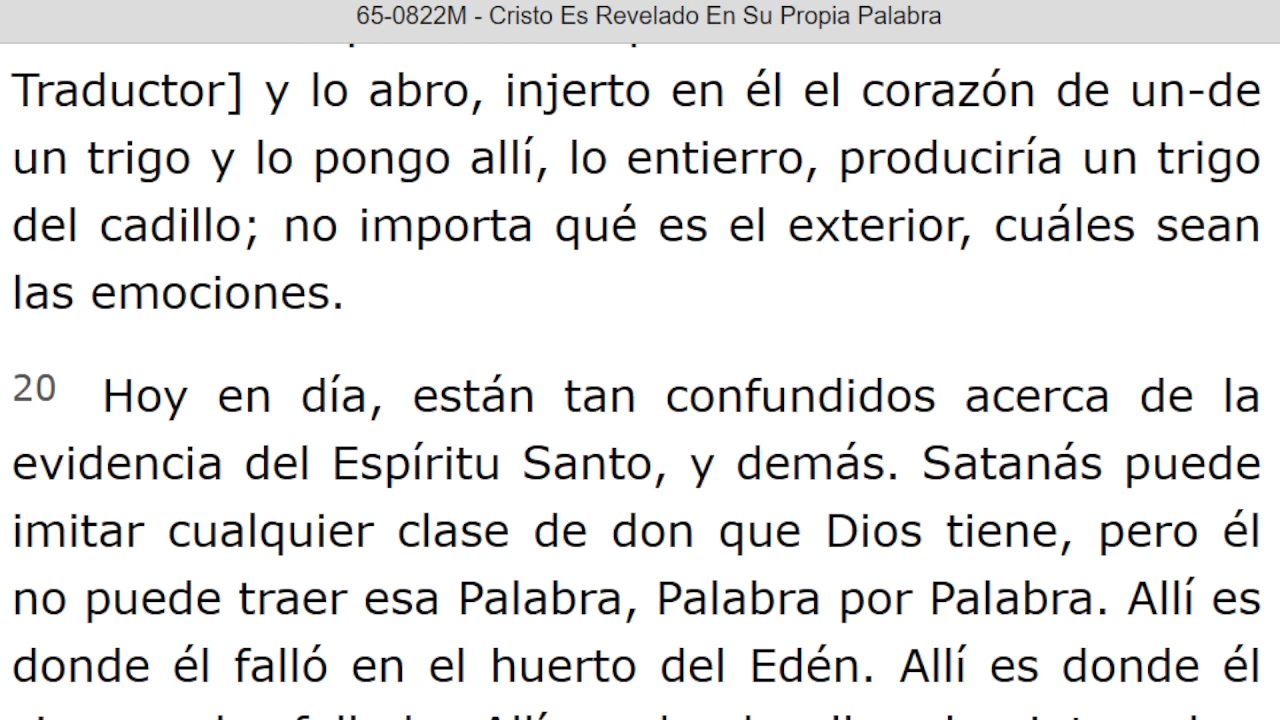 65-0822M - Cristo Es Revelado En Su Propia Palabra
Traductor] y lo abro, injerto en él el corazón de un-de
un trigo y lo pongo allí, lo entierro, produciría un trigo
del cadillo; no importa qué es el exterior, cuáles sean
las emociones.
20 Hoy en día, están tan confundidos acerca de la
evidencia del Espíritu Santo, y demás. Satanás puede
imitar cualquier clase de don que Dios tiene, pero él
no puede traer esa Palabra, Palabra por Palabra. Allí es
donde él falló en el huerto del Edén. Allí es donde él